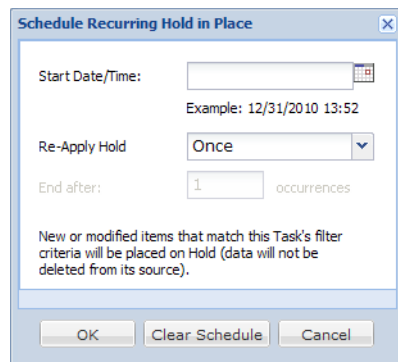 Schedule Recurring Hold in Place
Start Date/Time:
Example: 12/31/2010 13:52
Re-Apply Hold
Once
End after:
1
occurrences
New or modified items that match this Task's filter
criteria will be placed on Hold (data will not be
deleted from its source).
OK
Clear Schedule
Cancel